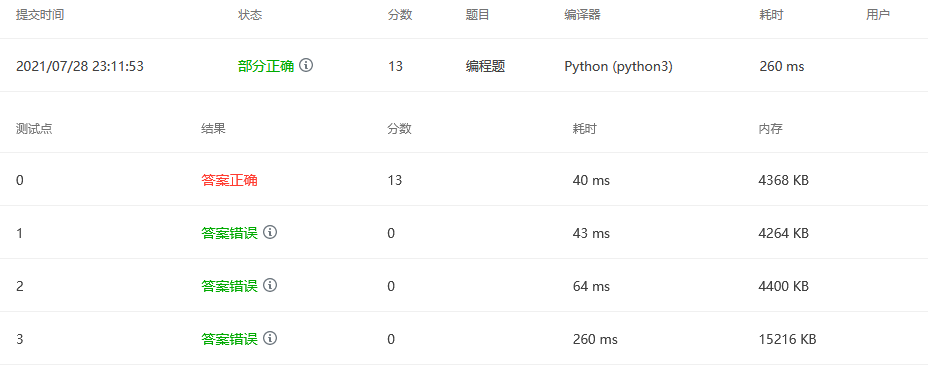 提交时间 状态 分数 题目 编译器 耗时 用户
2021/07/28 23:11:53 部分正确 13 编程题 Python (python3) 260 ms
测试点 结果 分数 耗时 内存
0 答案正确 13 40 ms 4368 KB
1 答案错误 0 43 ms 4264 KB
2 答案错误 0 64 ms 4400 KB
3 答案错误 0 260 ms 15216 KB